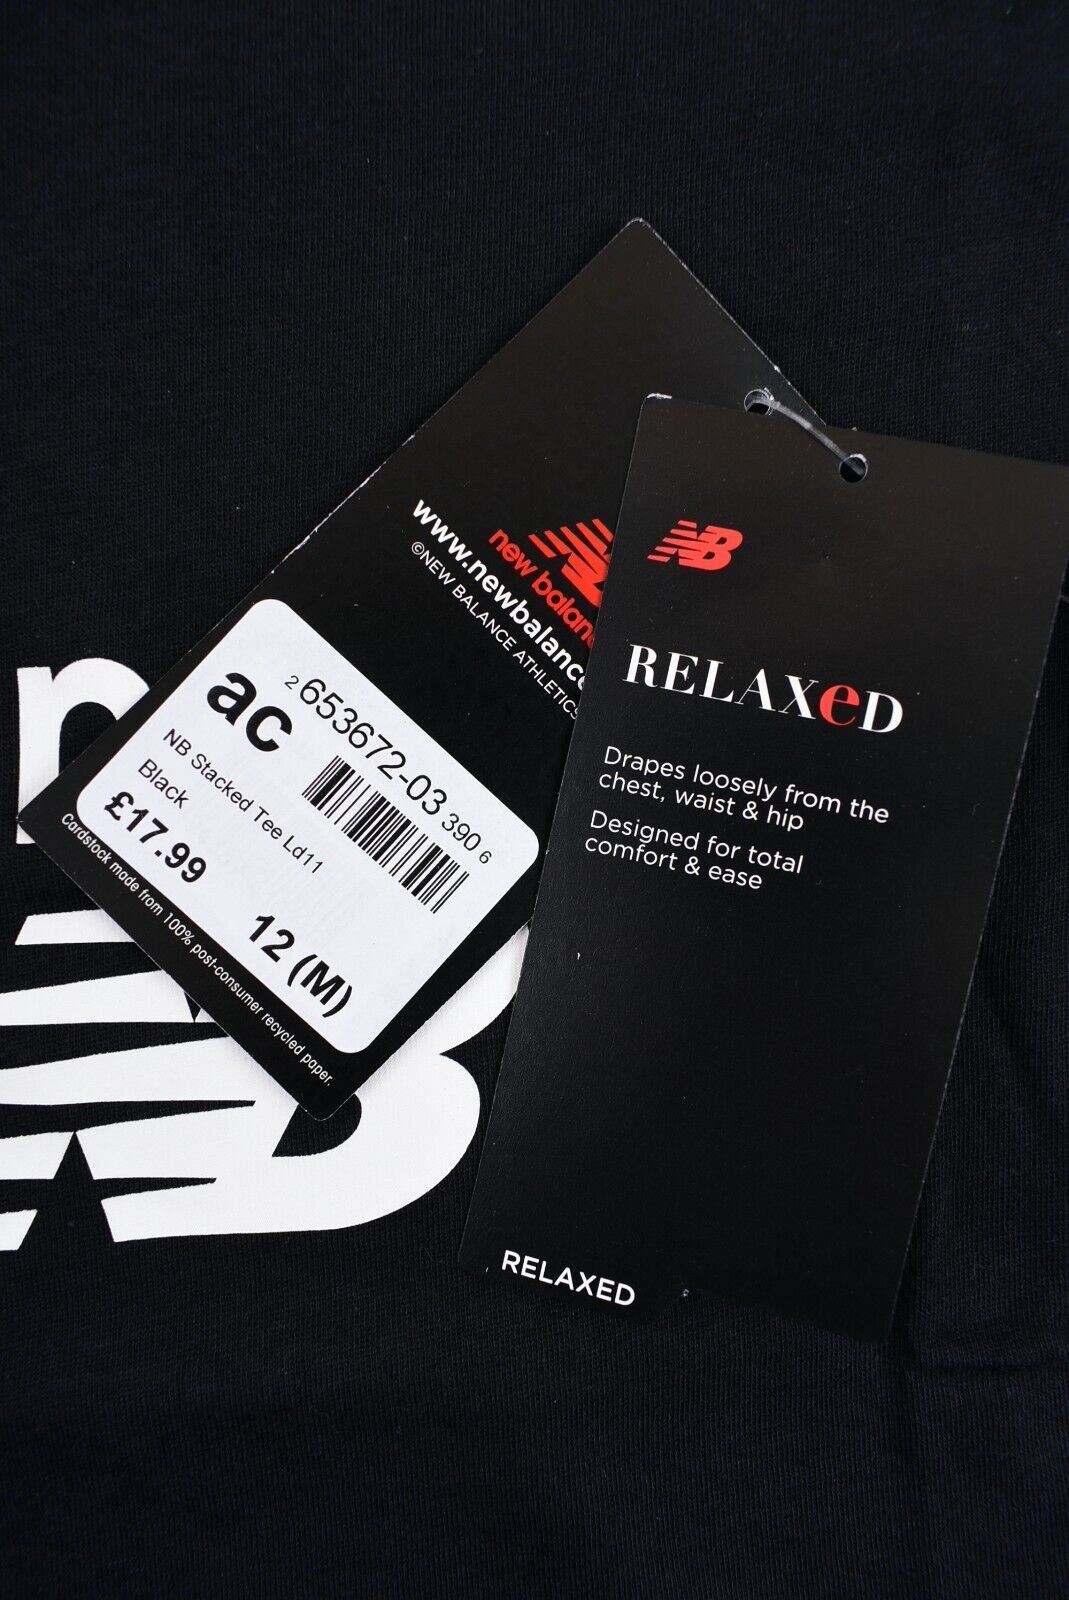 new balanc
www.newbalance
©NEW BALANCE ATHLETICS
ac
2 653672-03 390 6
NB Stacked Tee Ld11
Black
£17.99
12 (M)
Cardstock made from 100% post-consumer recycled paper.
NB
RELAXeD
Drapes loosely from the
chest, waist & hip
Designed for total
comfort & ease
RELAXED
n